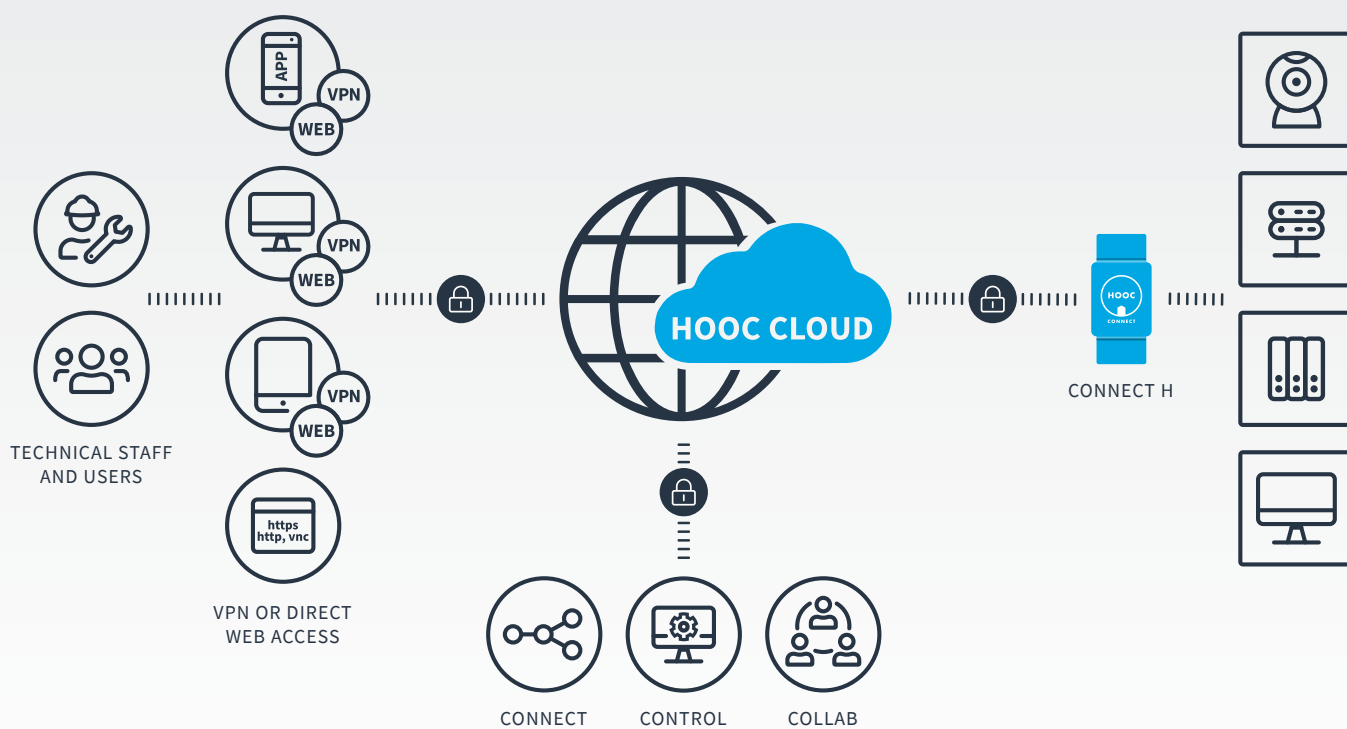 APP
VPN
WEB
VPN
WEB
VPN
WEB
https
http, vnc
TECHNICAL STAFF
AND USERS
VPN OR DIRECT
WEB ACCESS
HOOC CLOUD
HOOC
CONNECT
CONNECT H
CONNECT
CONTROL
COLLAB